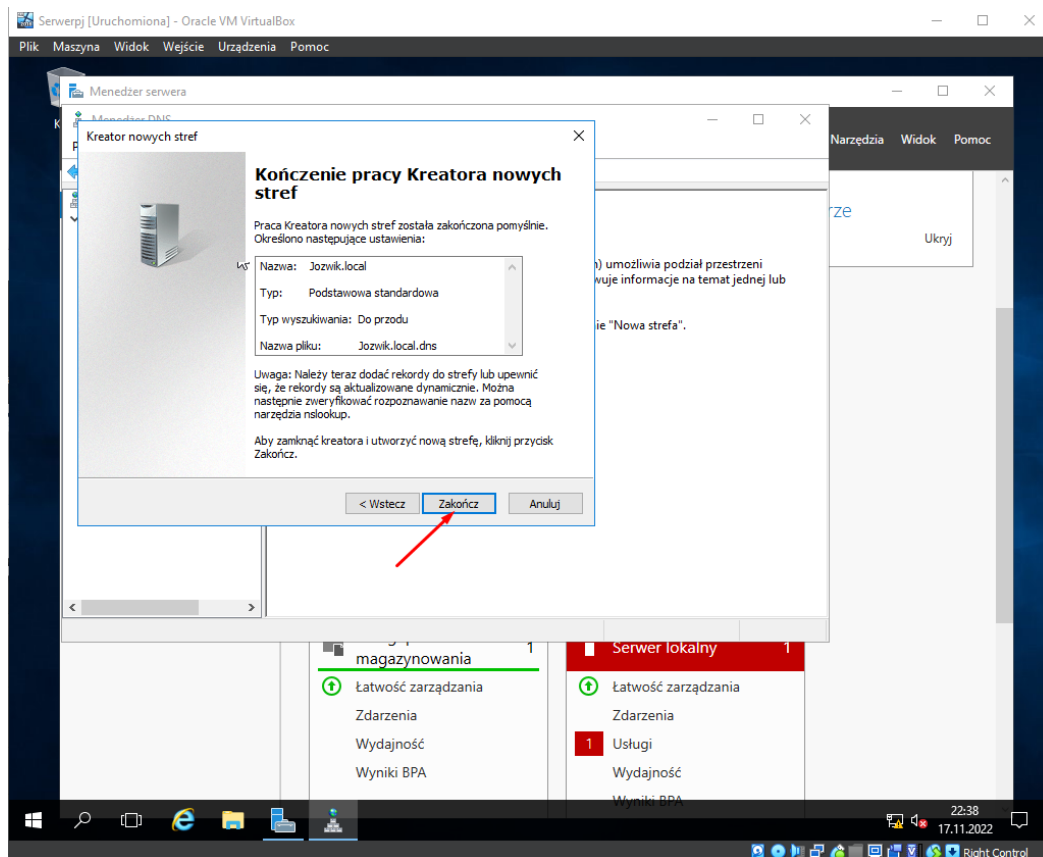 Serwerpj [Uruchomiona] - Oracle VM VirtualBox
Plik Maszyna Widok Wejście Urządzenia Pomoc
Menedżer serwera
Menedżer DNS
Narzędzia Widok Pomoc
Kreator nowych stref
Kończenie pracy Kreatora nowych
stref
Praca Kreatora nowych stref została zakończona pomyślnie.
Określono następujące ustawienia:
Nazwa: Jozwik.local
Typ: Podstawowa standardowa
Typ wyszukiwania: Do przodu
Nazwa pliku: Jozwik.local.dns
Uwaga: Należy teraz dodać rekordy do strefy lub upewnić
się, że rekordy są aktualizowane dynamicznie. Można
następnie zweryfikować rozpoznawanie nazw za pomocą
narzędzia nslookup.
Aby zamknąć kreatora i utworzyć nową strefę, kliknij przycisk
Zakończ.
< Wstecz Zakończ Anuluj
rze
Ukryj
) umożliwia podział przestrzeni
wuje informacje na temat jednej lub
ie "Nowa strefa".
magazynowania 1
Łatwość zarządzania
Zdarzenia
Wydajność
Wyniki BPA
Serwer lokalny 1
Łatwość zarządzania
Zdarzenia
1 Usługi
Wydajność
Wyniki BPA
22:38
17.11.2022
Right Control